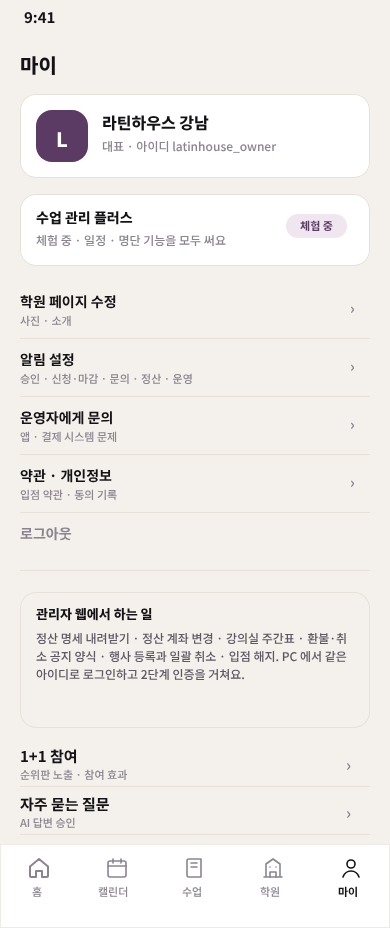 9:41
마이
L
라틴하우스 강남
대표 · 아이디 latinhouse_owner
수업 관리 플러스
체험 중 · 일정 · 명단 기능을 모두 써요
체험 중
학원 페이지 수정
사진 · 소개
›
알림 설정
승인 · 신청·마감 · 문의 · 정산 · 운영
›
운영자에게 문의
앱 · 결제 시스템 문제
›
약관 · 개인정보
입점 약관 · 동의 기록
›
로그아웃
관리자 웹에서 하는 일
정산 명세 내려받기 · 정산 계좌 변경 · 강의실 주간표 · 환불·취
소 공지 양식 · 행사 등록과 일괄 취소 · 입점 해지. PC 에서 같은
아이디로 로그인하고 2단계 인증을 거쳐요.
1+1 참여
순위판 노출 · 참여 효과
›
자주 묻는 질문
AI 답변 승인
›
홈
캘린더
수업
학원
마이